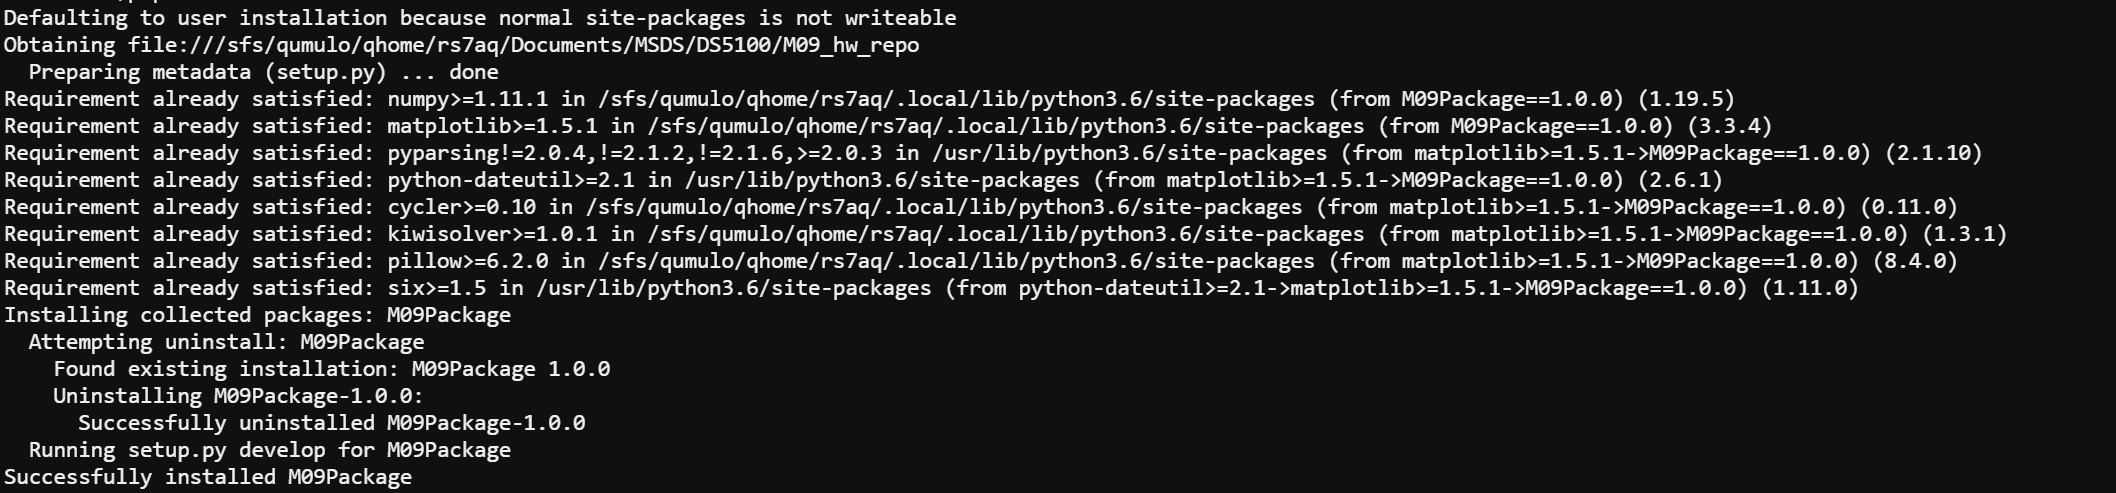 Defaulting to user installation because normal site-packages is not writeable
Obtaining file:///sfs/qumulo/qhome/rs7aq/Documents/MSDS/DS5100/M09_hw_repo
  Preparing metadata (setup.py) ... done
Requirement already satisfied: numpy>=1.11.1 in /sfs/qumulo/qhome/rs7aq/.local/lib/python3.6/site-packages (from M09Package==1.0.0) (1.19.5)
Requirement already satisfied: matplotlib>=1.5.1 in /sfs/qumulo/qhome/rs7aq/.local/lib/python3.6/site-packages (from M09Package==1.0.0) (3.3.4)
Requirement already satisfied: pyparsing!=2.0.4,!=2.1.2,!=2.1.6,>=2.0.3 in /usr/lib/python3.6/site-packages (from matplotlib>=1.5.1->M09Package==1.0.0) (2.1.10)
Requirement already satisfied: python-dateutil>=2.1 in /usr/lib/python3.6/site-packages (from matplotlib>=1.5.1->M09Package==1.0.0) (2.6.1)
Requirement already satisfied: cycler>=0.10 in /sfs/qumulo/qhome/rs7aq/.local/lib/python3.6/site-packages (from matplotlib>=1.5.1->M09Package==1.0.0) (0.11.0)
Requirement already satisfied: kiwisolver>=1.0.1 in /sfs/qumulo/qhome/rs7aq/.local/lib/python3.6/site-packages (from matplotlib>=1.5.1->M09Package==1.0.0) (1.3.1)
Requirement already satisfied: pillow>=6.2.0 in /sfs/qumulo/qhome/rs7aq/.local/lib/python3.6/site-packages (from matplotlib>=1.5.1->M09Package==1.0.0) (8.4.0)
Requirement already satisfied: six>=1.5 in /usr/lib/python3.6/site-packages (from python-dateutil>=2.1->matplotlib>=1.5.1->M09Package==1.0.0) (1.11.0)
Installing collected packages: M09Package
  Attempting uninstall: M09Package
    Found existing installation: M09Package 1.0.0
    Uninstalling M09Package-1.0.0:
      Successfully uninstalled M09Package-1.0.0
  Running setup.py develop for M09Package
Successfully installed M09Package